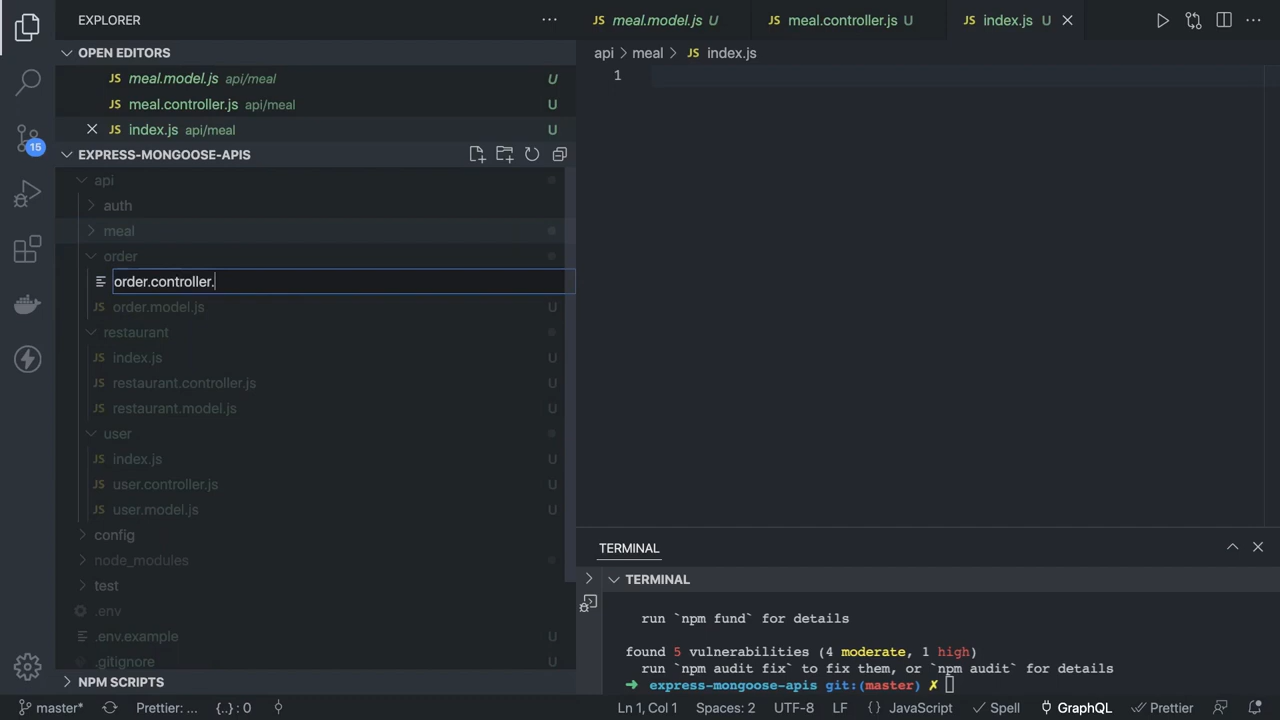 EXPLORER
OPEN EDITORS
JS meal.model.js api/meal U
JS meal.controller.js api/meal U
JS index.js api/meal U
15
EXPRESS-MONGOOSE-APIS
api
auth
meal
order
order.controller.
JS order.model.js U
restaurant
JS index.js U
JS restaurant.controller.js U
JS restaurant.model.js U
user
JS index.js U
JS user.controller.js U
JS user.model.js U
config
node_modules
test
.env
.env.example U
.gitignore U
NPM SCRIPTS
JS meal.model.js U
JS meal.controller.js U
JS index.js U
api > meal > JS index.js
1
TERMINAL
TERMINAL
run `npm fund` for details
found 5 vulnerabilities (4 moderate, 1 high)
run `npm audit fix` to fix them, or `npm audit` for details
➜ express-mongoose-apis git:(master) ✗
master* Prettier: ... {..}: 0 Ln 1, Col 1 Spaces: 2 UTF-8 LF {} JavaScript ✓ Spell GraphQL Prettier